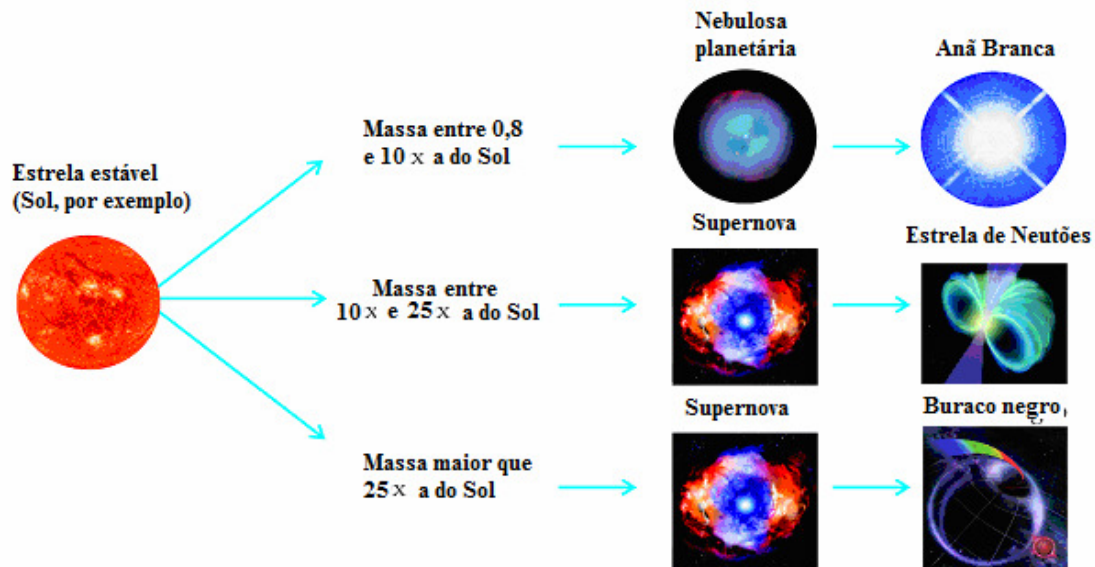 Nebulosa
planetária
Anã Branca
Massa entre 0,8
e 10 x a do Sol
Estrela estável
(Sol, por exemplo)
Supernova
Estrela de Neutões
Massa entre
10 x e 25 x a do Sol
Supernova
Buraco negro
Massa maior que
25 x a do Sol